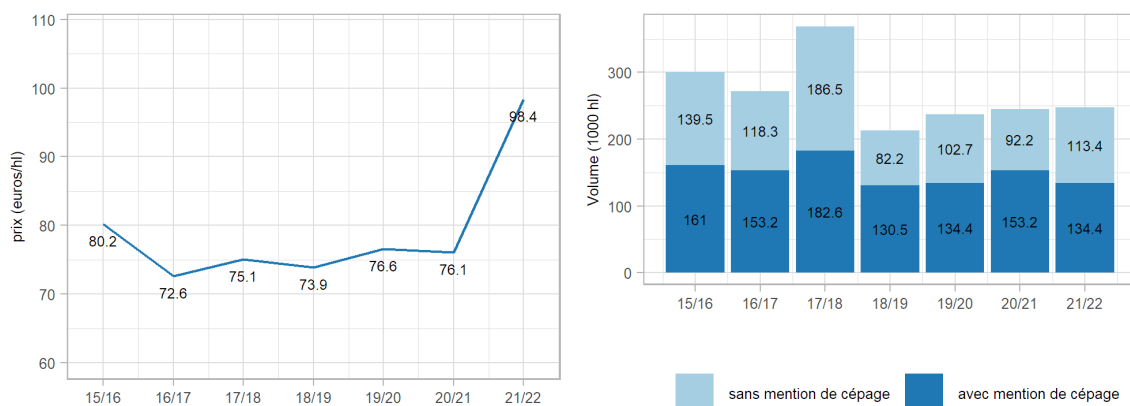 prix (euros/hl)
110
100
90
80
70
60
80.2
72.6
75.1
73.9
76.6
76.1
98.4
15/16 16/17 17/18 18/19 19/20 20/21 21/22
Volume (1000 hl)
300
200
100
0
139.5 118.3 186.5 82.2 102.7 92.2 113.4
161 153.2 182.6 130.5 134.4 153.2 134.4
15/16 16/17 17/18 18/19 19/20 20/21 21/22
sans mention de cépage avec mention de cépage